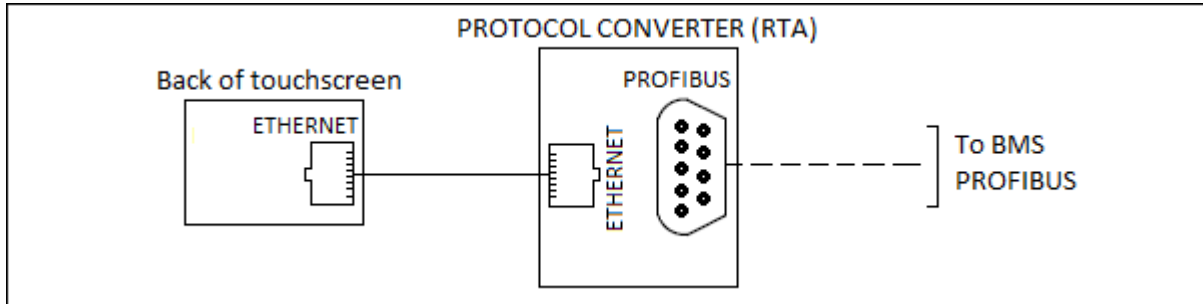 PROTOCOL CONVERTER (RTA)
Back of touchscreen
ETHERNET
ETHERNET
PROFIBUS
To BMS
PROFIBUS